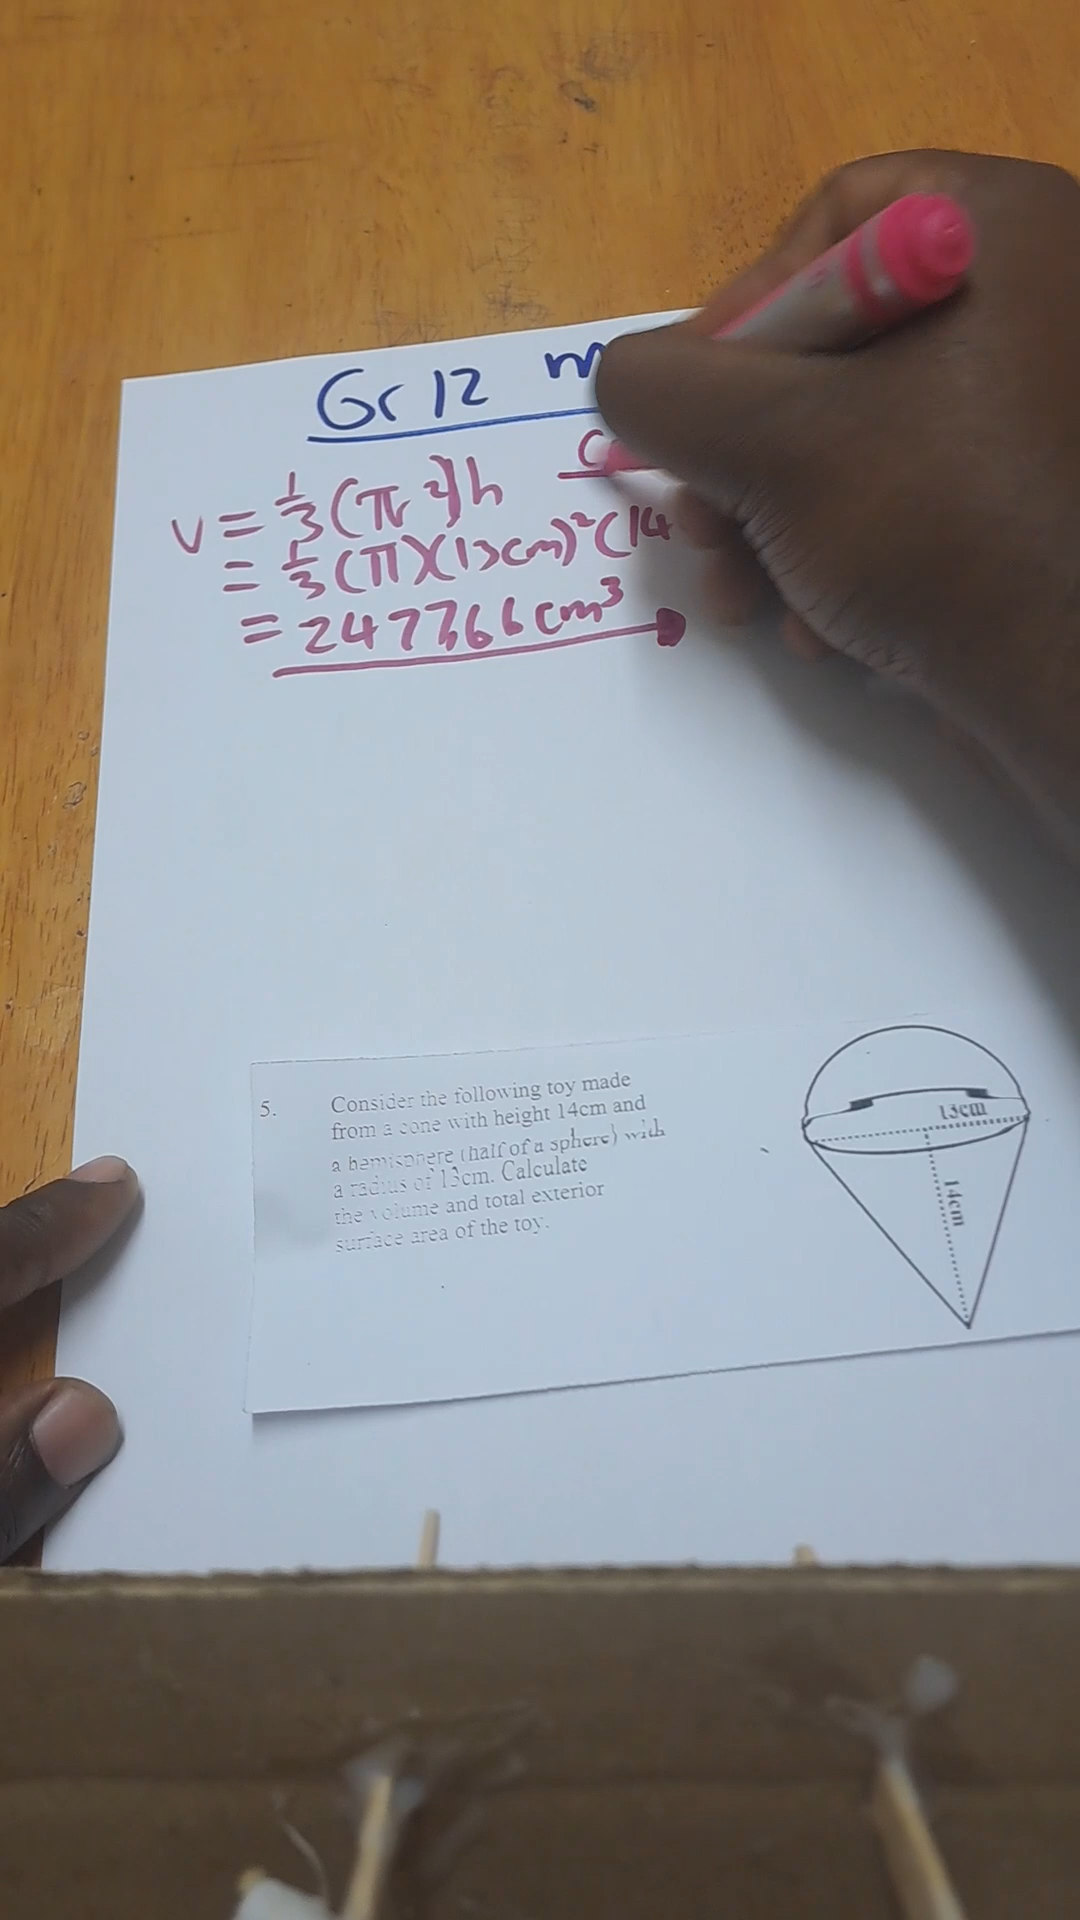 Gr 12 m
C
V = 1/3 (πr²)h
= 1/3 (π)(13cm)² (14
= 2477,66 cm³
5. Consider the following toy made
from a cone with height 14cm and
a hemisphere (half of a sphere) with
a radius of 13cm. Calculate
the volume and total exterior
surface area of the toy.
13cm
14cm